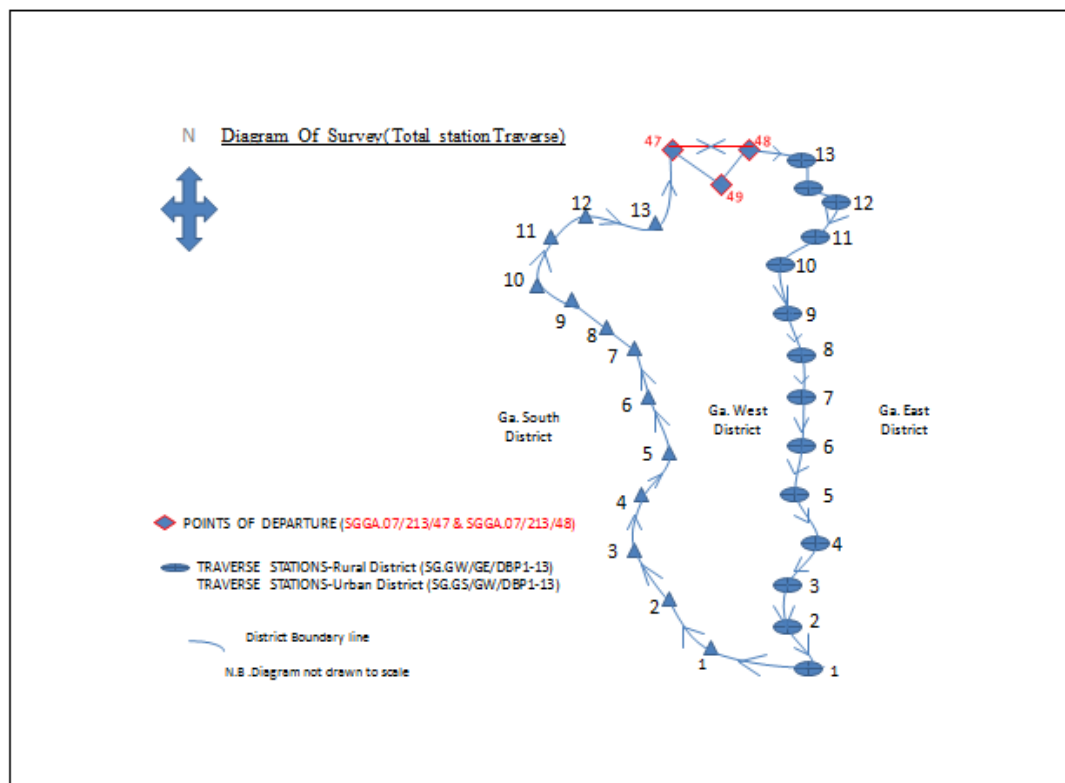 N Diagram Of Survey(Total station Traverse)
47
48
49
13
12
11
10
9
8
7
6
5
4
3
2
1
13
12
11
10
9
8
7
6
5
4
3
2
1
Ga. South
District
Ga. West
District
Ga. East
District
POINTS OF DEPARTURE (SGGA.07/213/47 & SGGA.07/213/48)
TRAVERSE STATIONS-Rural District (SG.GW/GE/DBP1-13)
TRAVERSE STATIONS-Urban District (SG.GS/GW/DBP1-13)
District Boundary line
N.B .Diagram not drawn to scale